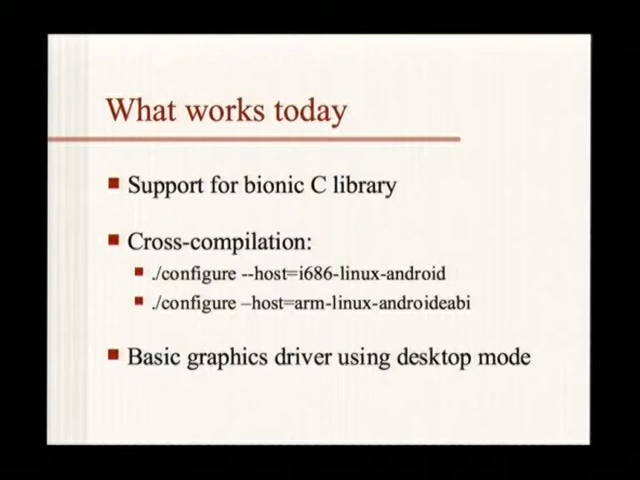 What works today
Support for bionic C library
Cross-compilation:
./configure --host=i686-linux-android
./configure –host=arm-linux-androideabi
Basic graphics driver using desktop mode